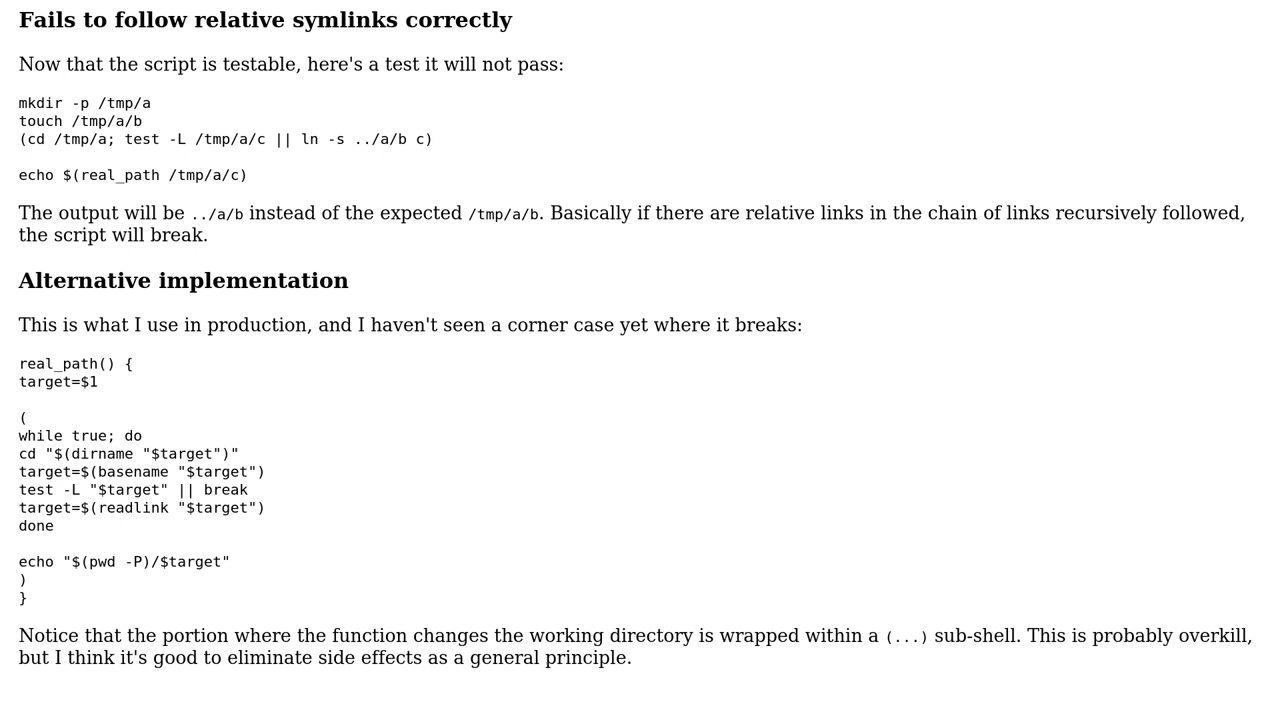 Fails to follow relative symlinks correctly
Now that the script is testable, here's a test it will not pass:
mkdir -p /tmp/a
touch /tmp/a/b
(cd /tmp/a; test -L /tmp/a/c || ln -s ../a/b c)
echo $(real_path /tmp/a/c)
The output will be ../a/b instead of the expected /tmp/a/b. Basically if there are relative links in the chain of links recursively followed,
the script will break.
Alternative implementation
This is what I use in production, and I haven't seen a corner case yet where it breaks:
real_path() {
target=$1
(
while true; do
cd "$(dirname "$target")"
target=$(basename "$target")
test -L "$target" || break
target=$(readlink "$target")
done
echo "$(pwd -P)/$target"
)
}
Notice that the portion where the function changes the working directory is wrapped within a (...) sub-shell. This is probably overkill,
but I think it's good to eliminate side effects as a general principle.